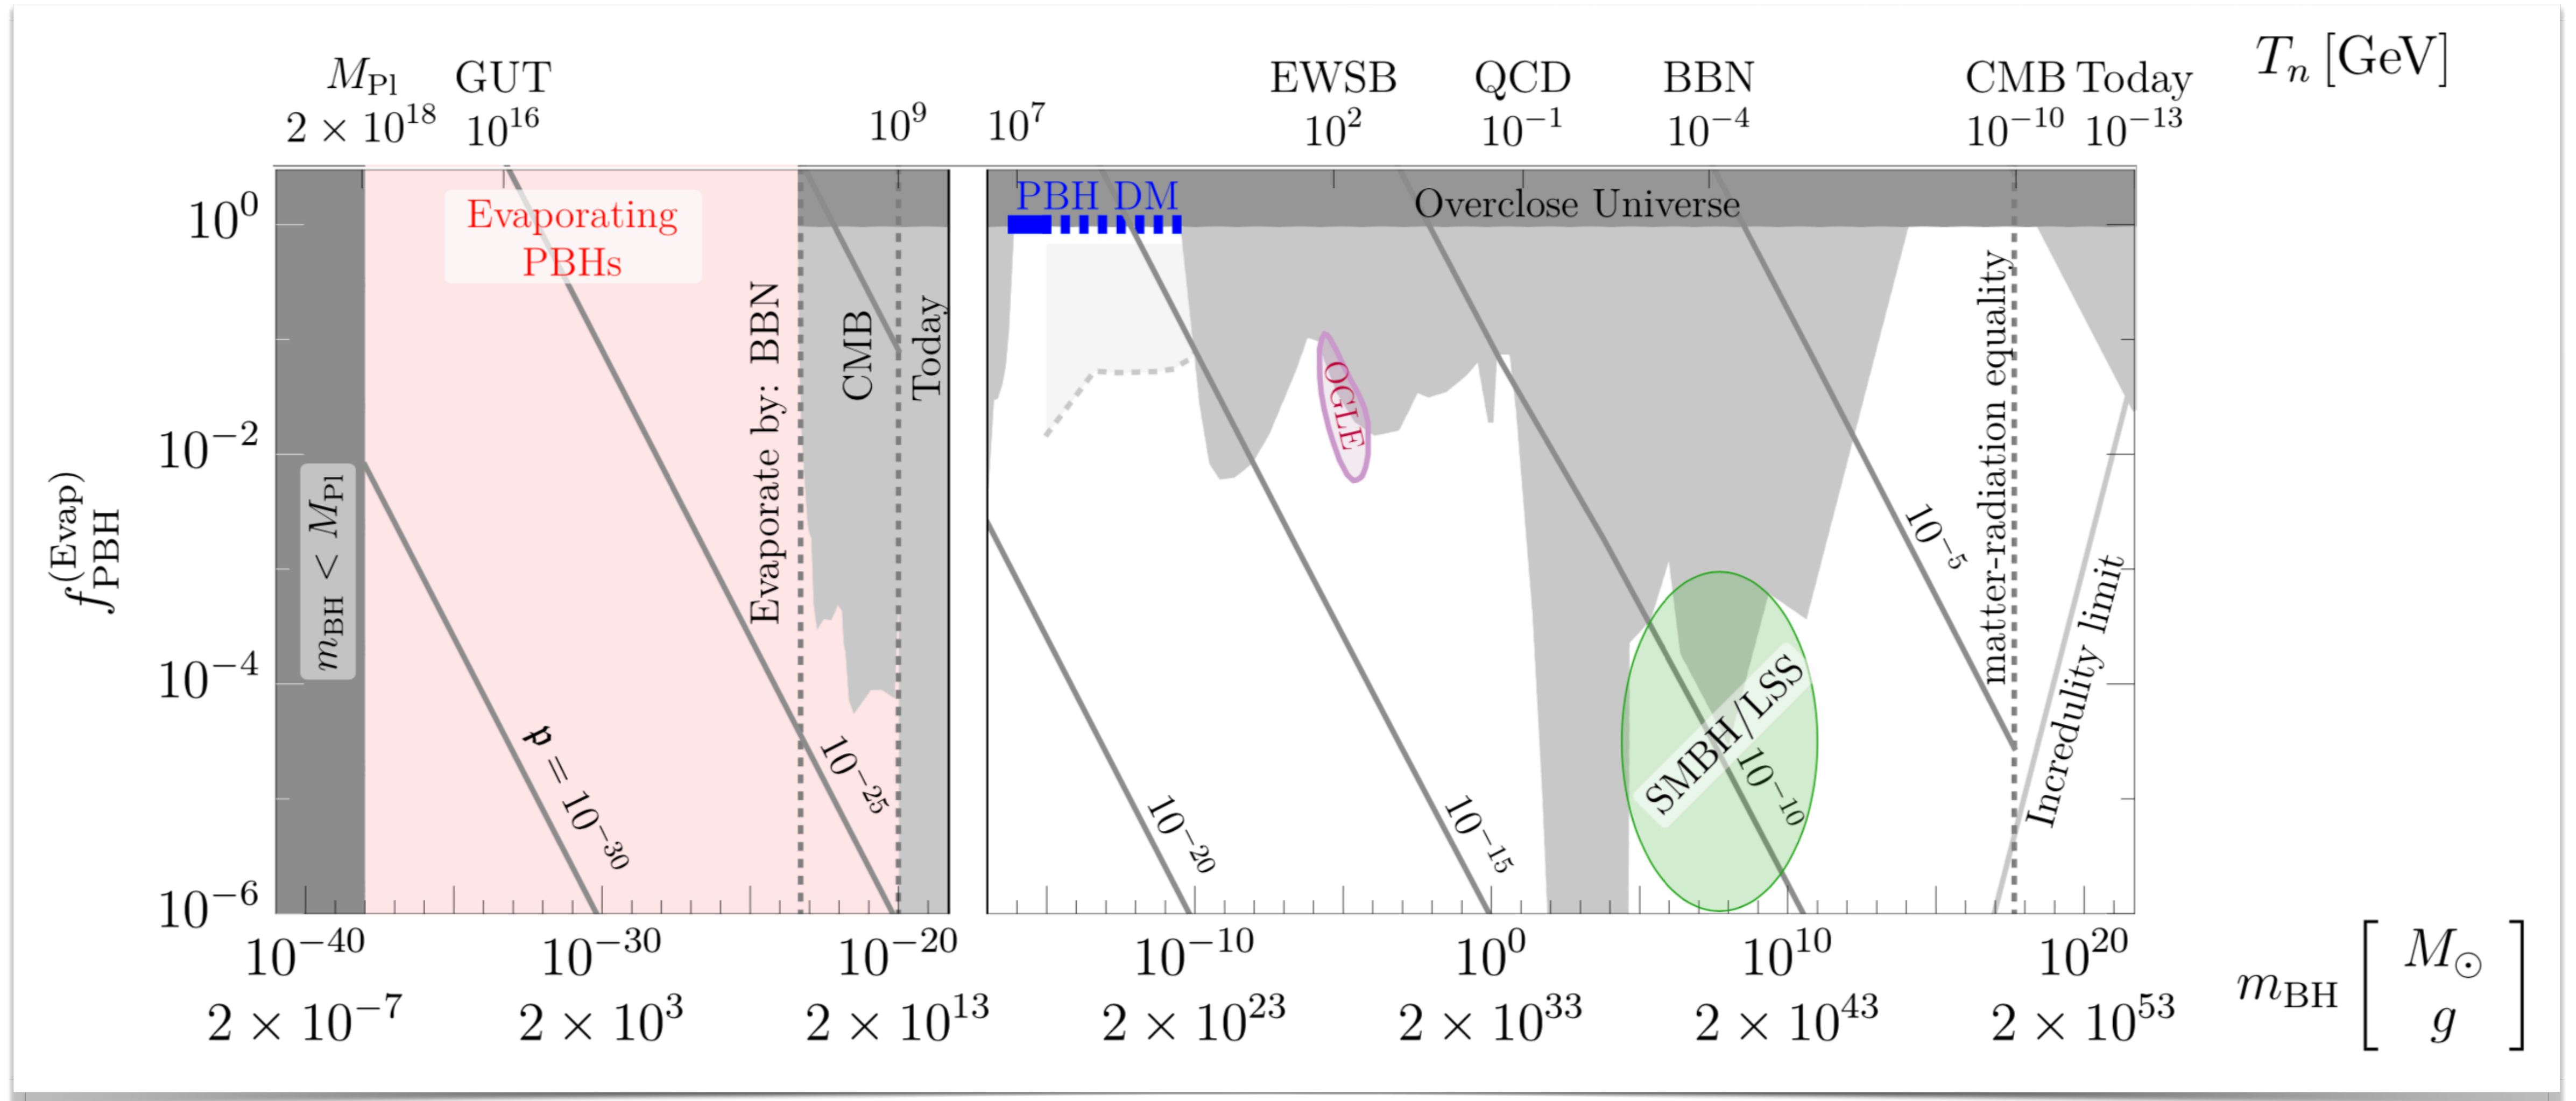 M_Pl GUT EWSB QCD BBN CMB Today T_n [GeV]
2 × 10^18 10^16 10^9 10^7 10^2 10^−1 10^−4 10^−10 10^−13
10^0
10^−2
10^−4
10^−6
f_PBH^(Evap)
m_BH < M_Pl
Evaporating
PBHs
𝖕 = 10^−30
Evaporate by: BBN
CMB
Today
10^−25
PBH DM
Overclose Universe
OGLE
10^−20
10^−15
SMBH/LSS
10^−10
10^−5
matter-radiation equality
Incredulity limit
10^−40 10^−30 10^−20 10^−10 10^0 10^10 10^20
2 × 10^−7 2 × 10^3 2 × 10^13 2 × 10^23 2 × 10^33 2 × 10^43 2 × 10^53
m_BH [M_⊙
g]